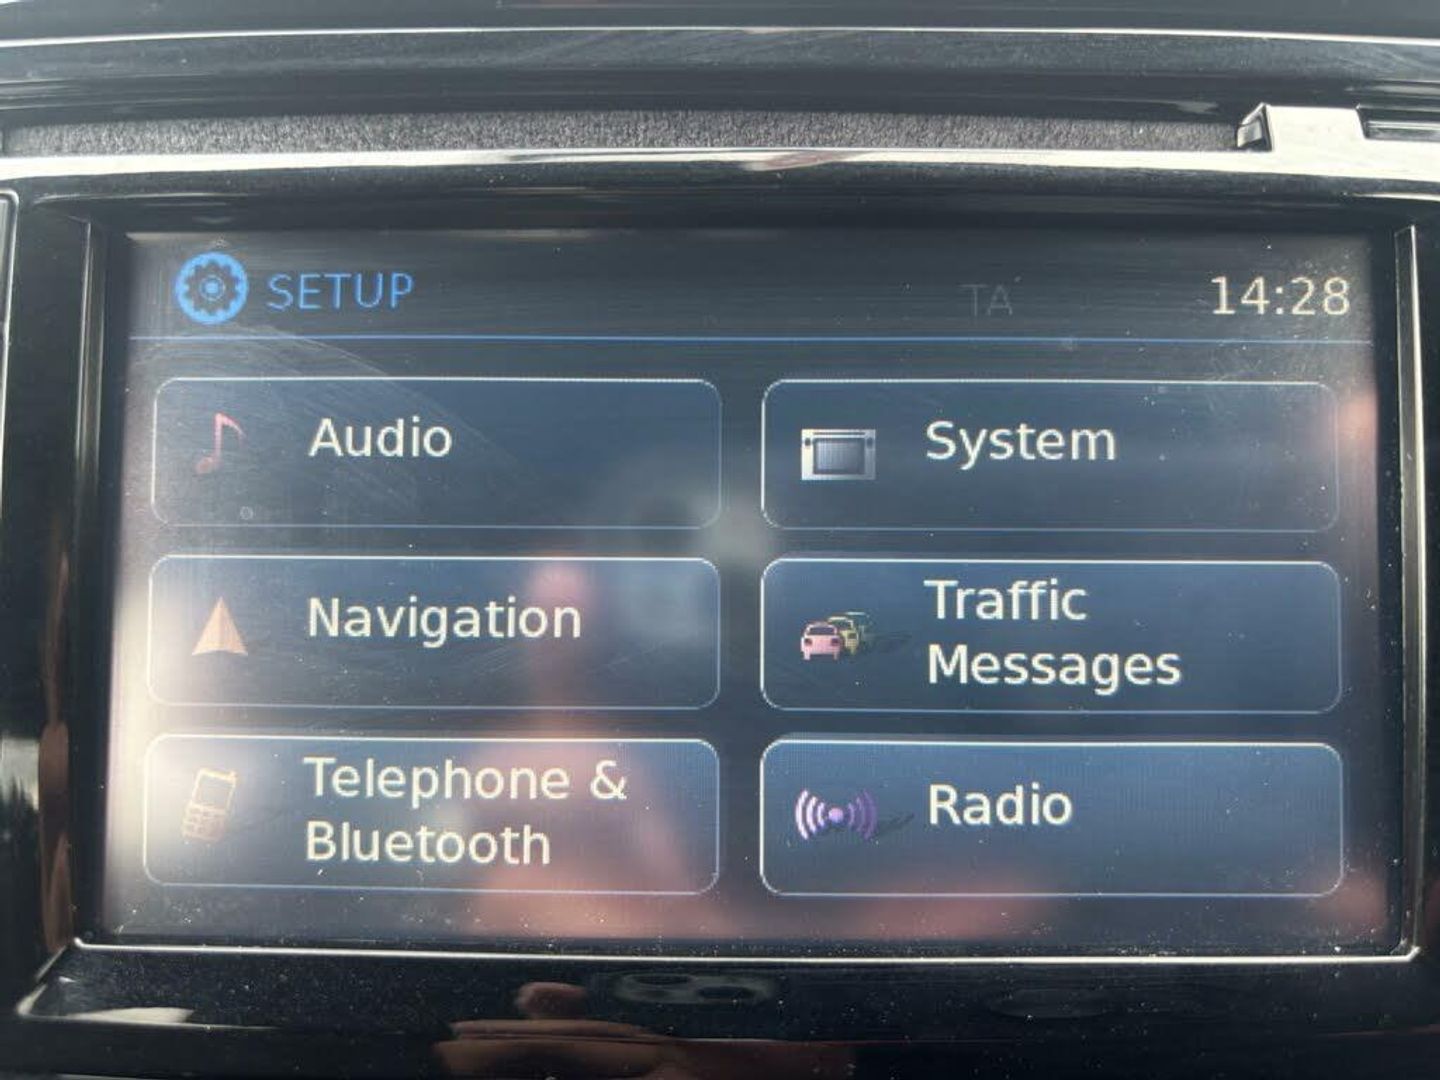 SETUP
TA
14:28
Audio
System
Navigation
Traffic
Messages
Telephone &
Bluetooth
Radio